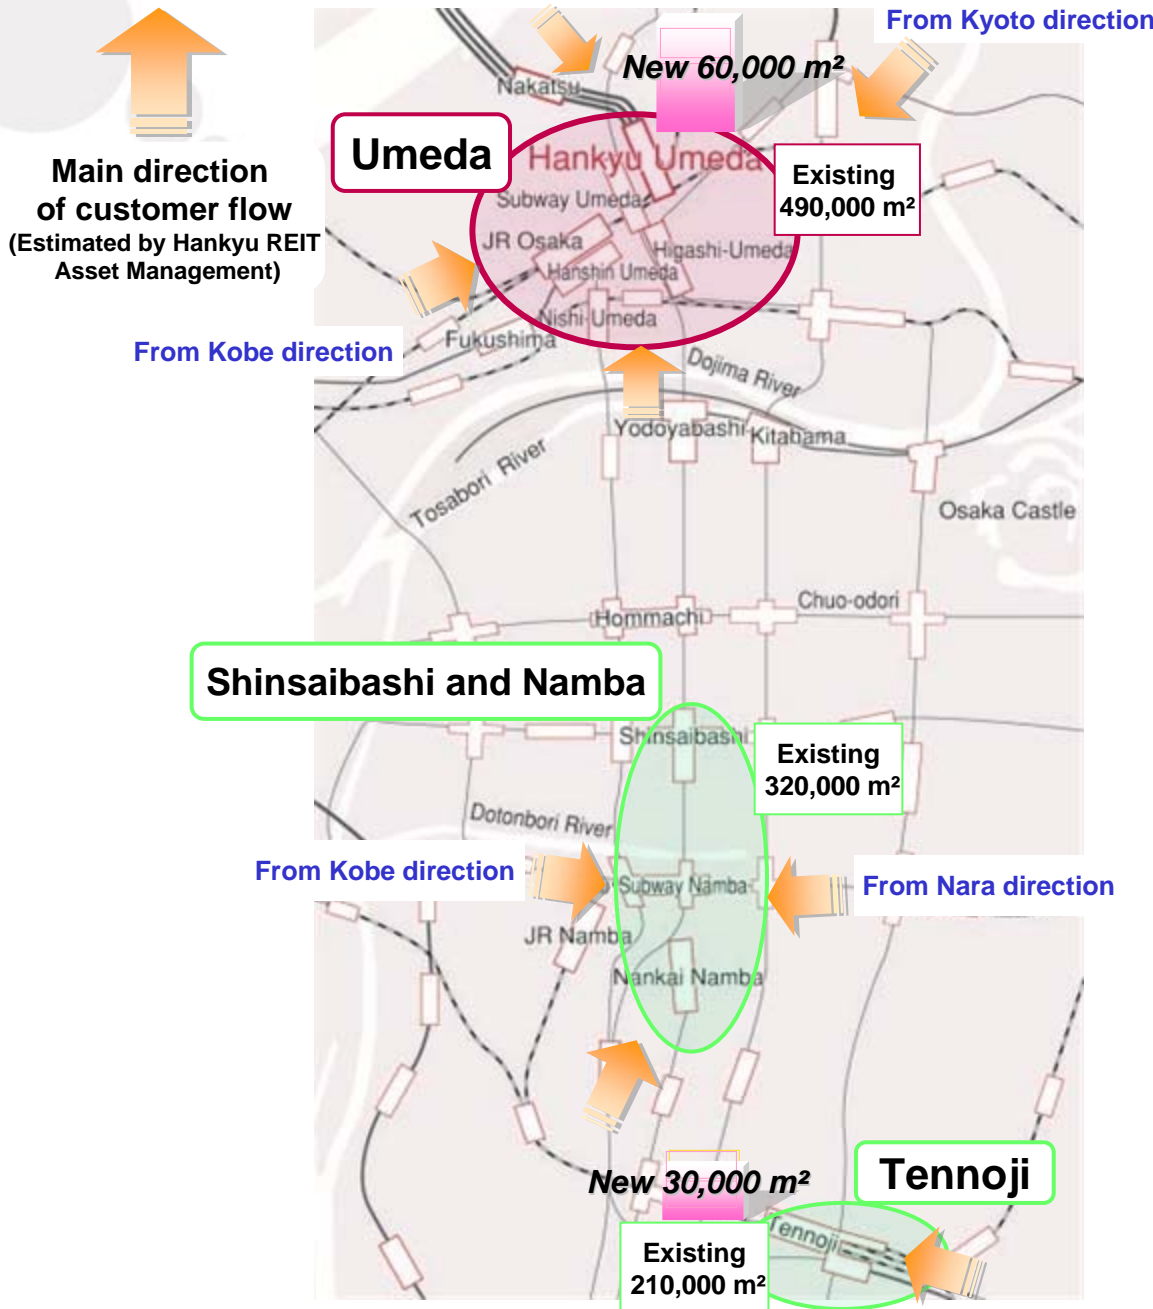 From Kyoto direction
New 60,000 m²
Nakatsu
Umeda
Hankyu Umeda
Main direction
of customer flow
(Estimated by Hankyu REIT
Asset Management)
Existing
490,000 m²
Subway Umeda
JR Osaka
Higashi-Umeda
Hanshin Umeda
Nishi-Umeda
Fukushima
From Kobe direction
Dojima River
Yodoyabashi
Kitahama
Tosabori River
Osaka Castle
Chuo-odori
Hommachi
Shinsaibashi and Namba
Shinsaibashi
Existing
320,000 m²
Dotonbori River
From Kobe direction
Subway Namba
From Nara direction
JR Namba
Nankai Namba
New 30,000 m²
Tennoji
Tennoji
Existing
210,000 m²